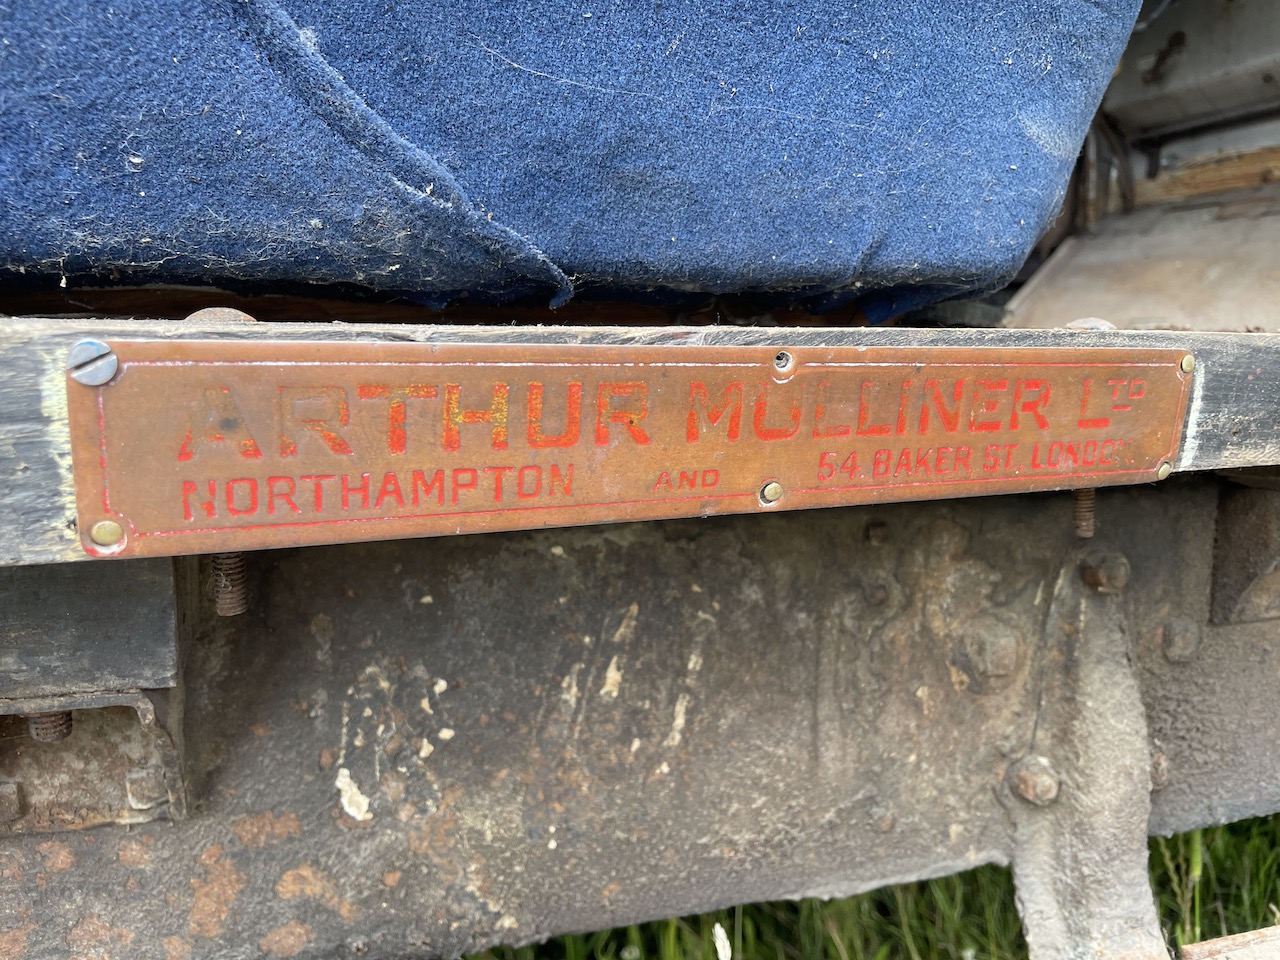 ARTHUR MULLINER LTD
NORTHAMPTON AND 54. BAKER ST. LONDON.